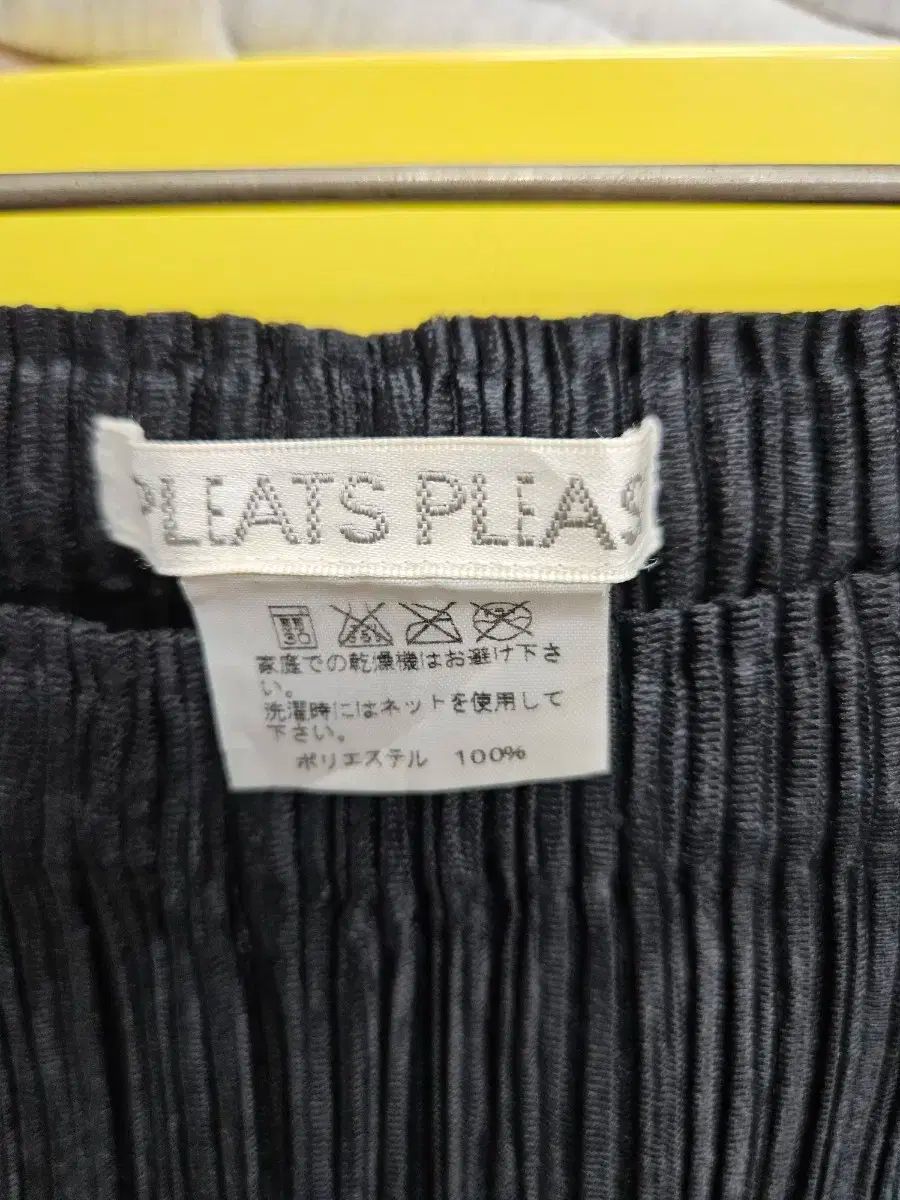 PLEATS PLEAS
30
家庭での乾燥機はお避け下さ
い。
洗濯時にはネットを使用して
下さい。
ポリエステル 100%